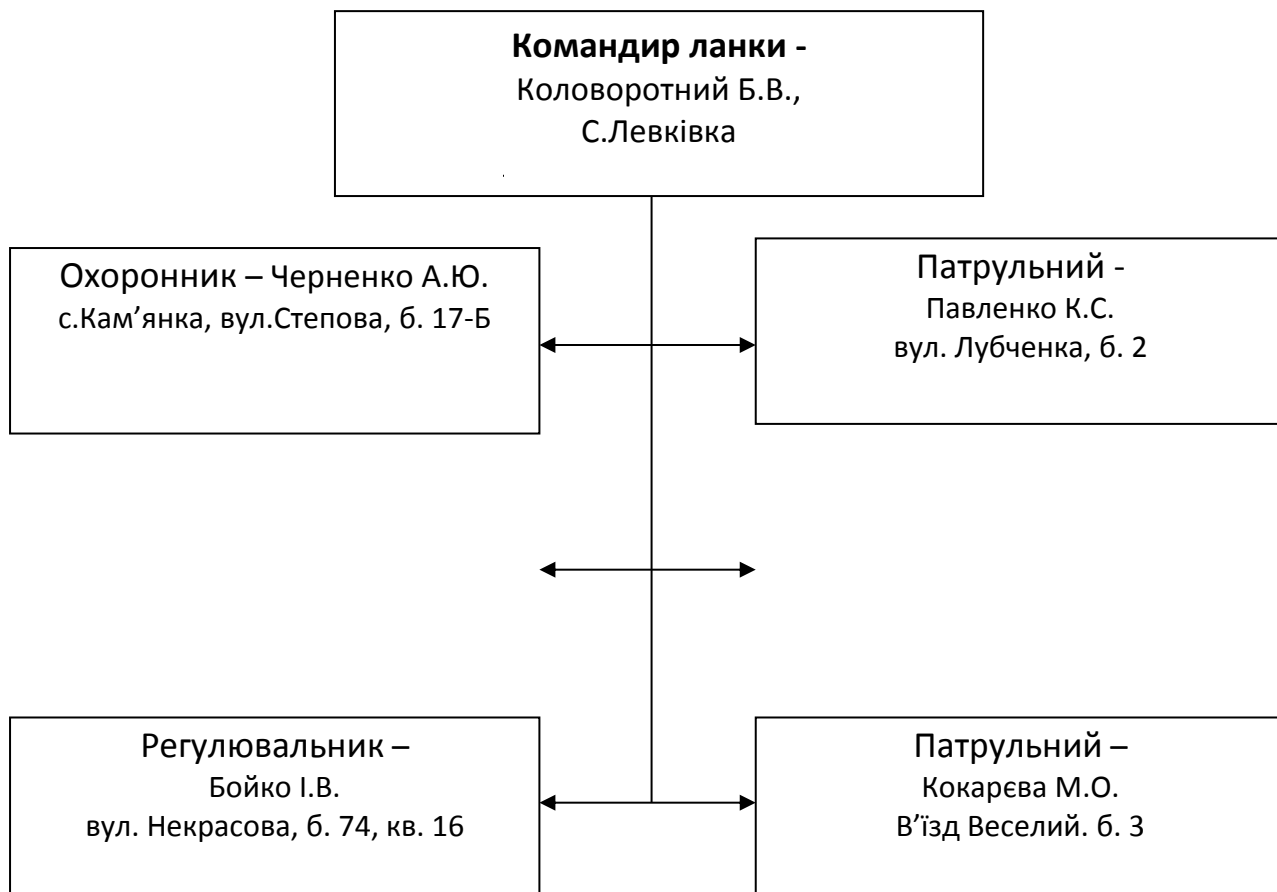 Командир ланки -
Коловоротний Б.В.,
С.Левківка
Охоронник – Черненко А.Ю.
с.Кам’янка, вул.Степова, б. 17-Б
Патрульний -
Павленко К.С.
вул. Лубченка, б. 2
Регулювальник –
Бойко І.В.
вул. Некрасова, б. 74, кв. 16
Патрульний –
Кокарєва М.О.
В’їзд Веселий. б. 3